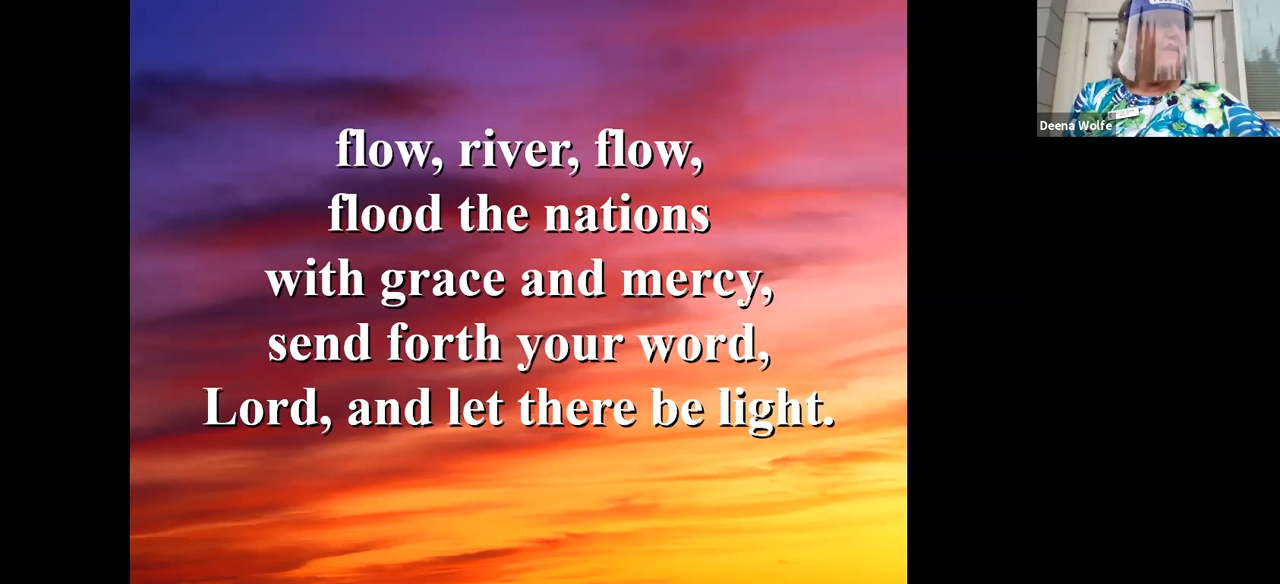 flow, river, flow,
flood the nations
with grace and mercy,
send forth your word,
Lord, and let there be light.
Deena Wolfe